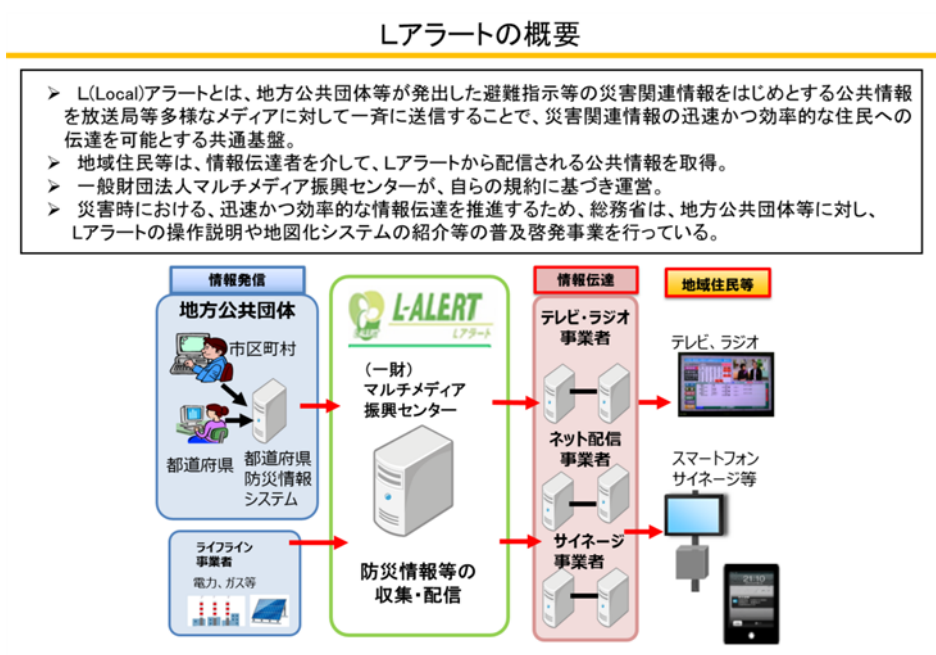 Lアラートの概要
➢ L(Local)アラートとは、地方公共団体等が発出した避難指示等の災害関連情報をはじめとする公共情報
を放送局等多様なメディアに対して一斉に送信することで、災害関連情報の迅速かつ効率的な住民への
伝達を可能とする共通基盤。
➢ 地域住民等は、情報伝達者を介して、Lアラートから配信される公共情報を取得。
➢ 一般財団法人マルチメディア振興センターが、自らの規約に基づき運営。
➢ 災害時における、迅速かつ効率的な情報伝達を推進するため、総務省は、地方公共団体等に対し、
Lアラートの操作説明や地図化システムの紹介等の普及啓発事業を行っている。
情報発信
地方公共団体
市区町村
都道府県
都道府県
防災情報
システム
ライフライン
事業者
電力、ガス等
L-ALERT
L-ALERT
Lアラート
(一財)
マルチメディア
振興センター
防災情報等の
収集・配信
情報伝達
テレビ・ラジオ
事業者
ネット配信
事業者
サイネージ
事業者
地域住民等
テレビ、ラジオ
スマートフォン
サイネージ等
21:10